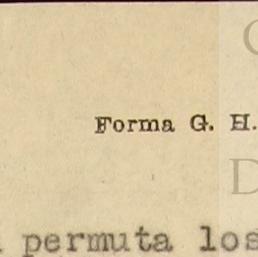 Forma G. H.
permuta los